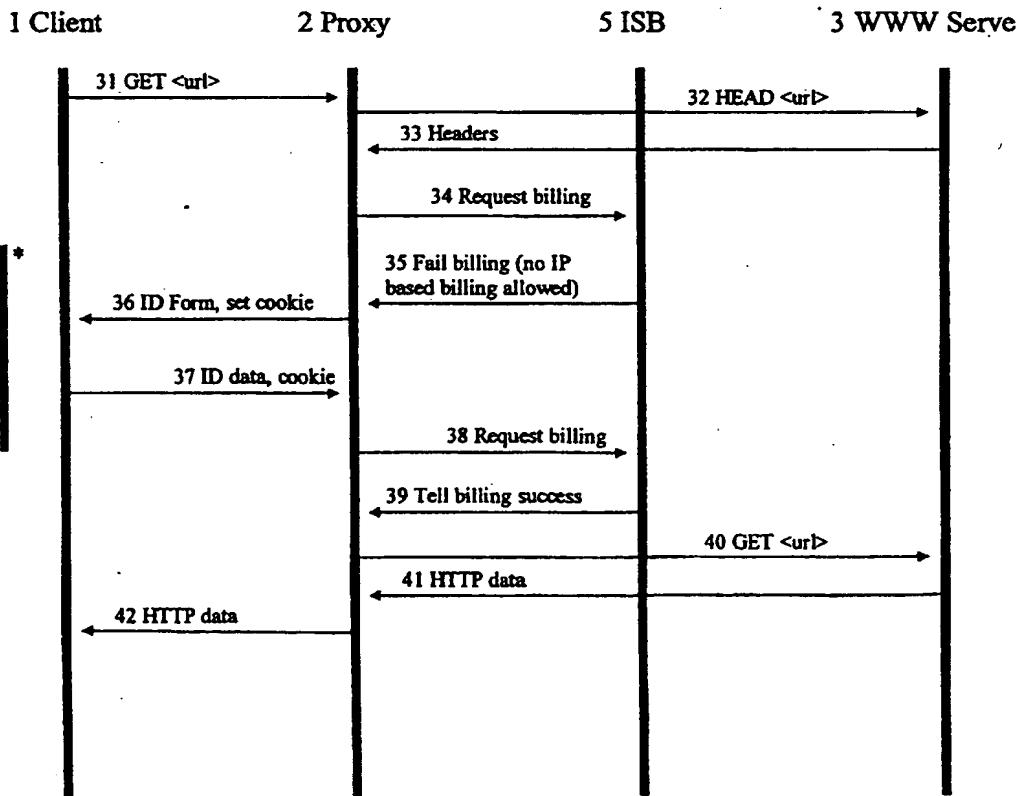 1 Client 2 Proxy 5 ISB 3 WWW Serve
31 GET <url>
32 HEAD <url>
33 Headers
34 Request billing
*
35 Fail billing (no IP
based billing allowed)
36 ID Form, set cookie
37 ID data, cookie
38 Request billing
39 Tell billing success
40 GET <url>
41 HTTP data
42 HTTP data